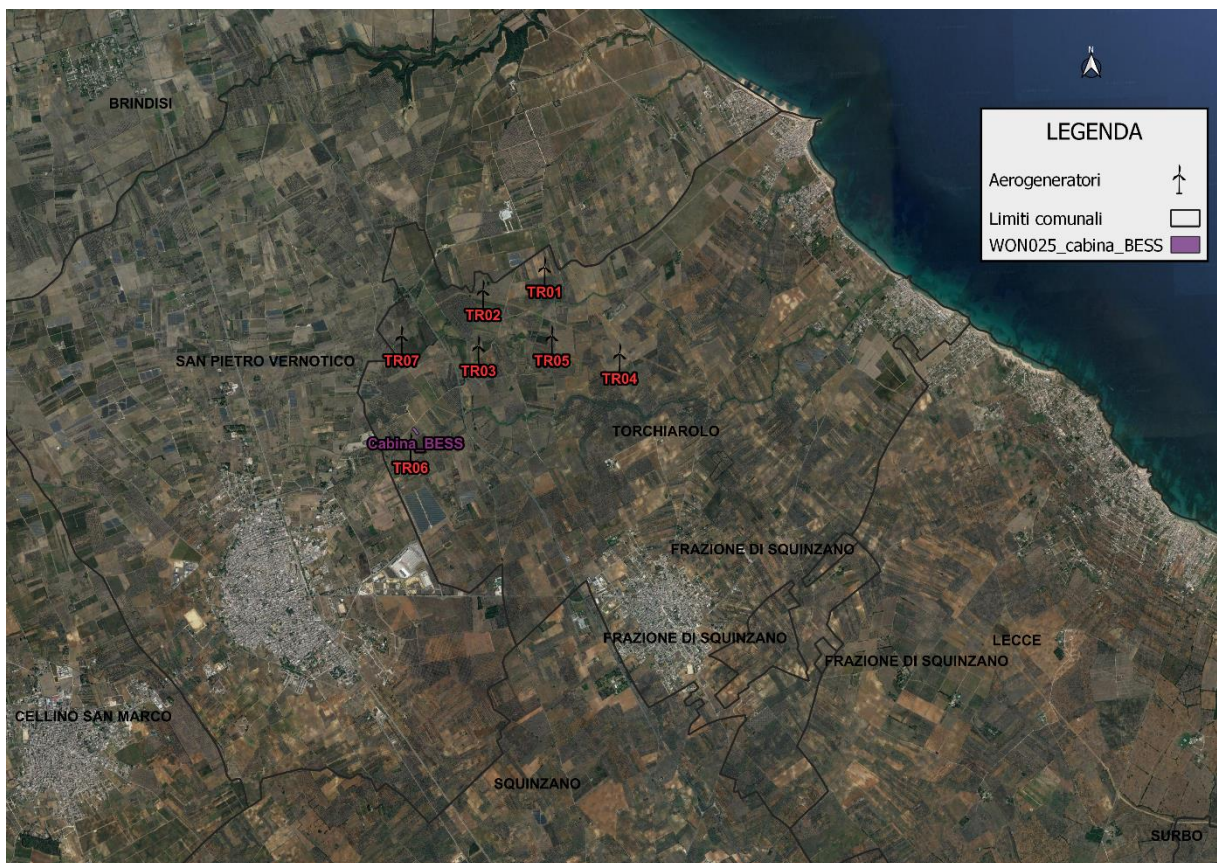 N
LEGENDA
Aerogeneratori
Limiti comunali
WON025_cabina_BESS
BRINDISI
TR01
TR02
SAN PIETRO VERNOTICO
TR07
TR03
TR05
TR04
TORCHIAROLO
Cabina_BESS
TR06
FRAZIONE DI SQUINZANO
FRAZIONE DI SQUINZANO
LECCE
FRAZIONE DI SQUINZANO
CELLINO SAN MARCO
SQUINZANO
SURBO